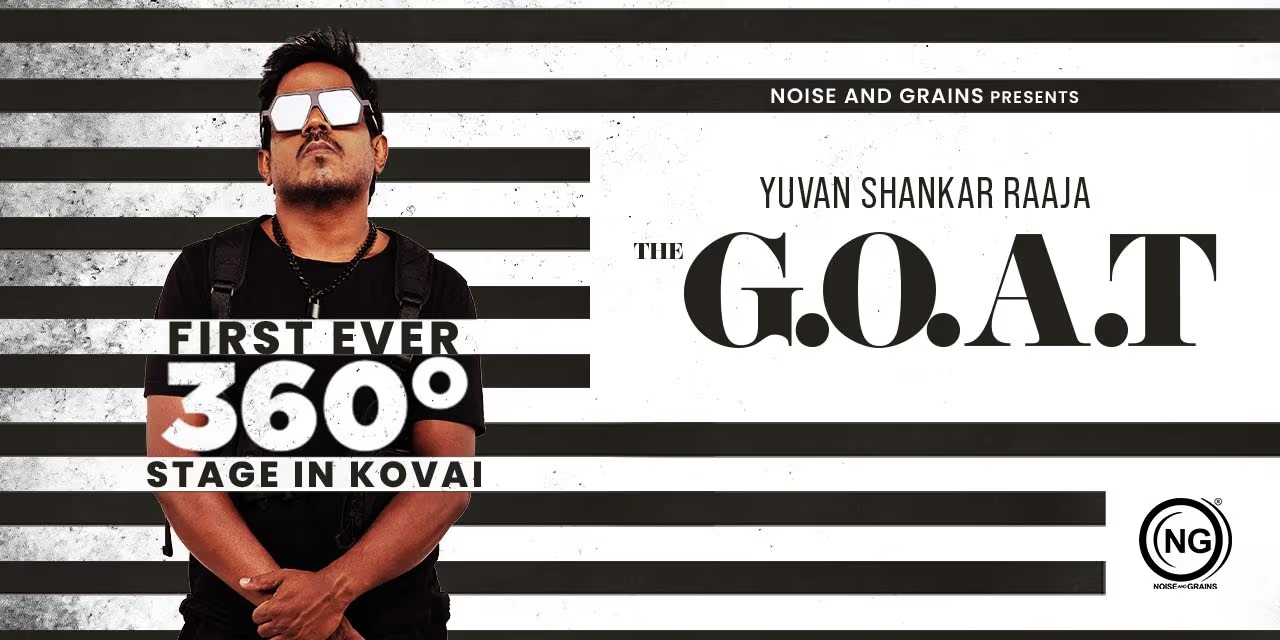 NOISE AND GRAINS PRESENTS
YUVAN SHANKAR RAAJA
THE G.O.A.T
FIRST EVER
360°
STAGE IN KOVAI
NG
®
NOISE AND GRAINS